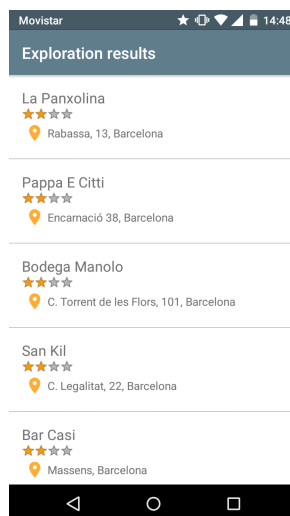 Movistar 14:48
Exploration results
La Panxolina
Rabassa, 13, Barcelona
Pappa E Citti
Encarnació 38, Barcelona
Bodega Manolo
C. Torrent de les Flors, 101, Barcelona
San Kil
C. Legalitat, 22, Barcelona
Bar Casi
Massens, Barcelona